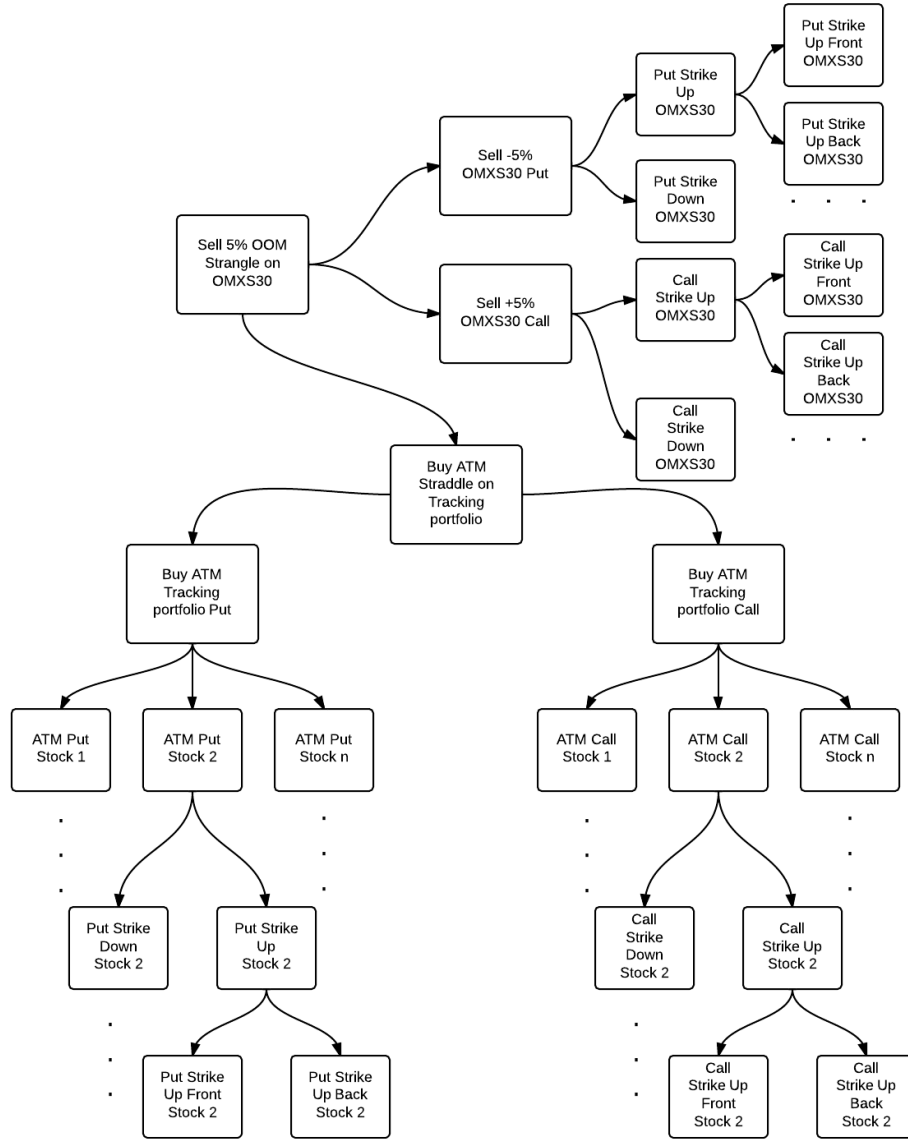 Put Strike
Up Front
OMXS30
Put Strike
Up
OMXS30
Put Strike
Up Back
OMXS30
Sell -5%
OMXS30 Put
Put Strike
Down
OMXS30
. . .
Sell 5% OOM
Strangle on
OMXS30
Call
Strike Up
Front
OMXS30
Sell +5%
OMXS30 Call
Call
Strike Up
OMXS30
Call
Strike Up
Back
OMXS30
Call
Strike
Down
OMXS30
. . .
Buy ATM
Straddle on
Tracking
portfolio
Buy ATM
Tracking
portfolio Put
Buy ATM
Tracking
portfolio Call
ATM Put
Stock 1
ATM Put
Stock 2
ATM Put
Stock n
ATM Call
Stock 1
ATM Call
Stock 2
ATM Call
Stock n
Put Strike
Down
Stock 2
Put Strike
Up
Stock 2
Call
Strike
Down
Stock 2
Call
Strike Up
Stock 2
Put Strike
Up Front
Stock 2
Put Strike
Up Back
Stock 2
Call
Strike Up
Front
Stock 2
Call
Strike Up
Back
Stock 2